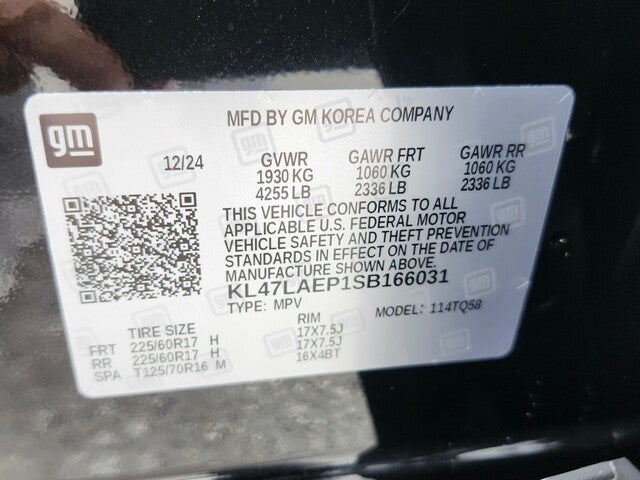 gm
MFD BY GM KOREA COMPANY
12/24 GVWR GAWR FRT GAWR RR
1930 KG 1060 KG 1060 KG
4255 LB 2336 LB 2336 LB
THIS VEHICLE CONFORMS TO ALL
APPLICABLE U.S. FEDERAL MOTOR
VEHICLE SAFETY AND THEFT PREVENTION
STANDARDS IN EFFECT ON THE DATE OF
MANUFACTURE SHOWN ABOVE.
KL47LAEP1SB166031
TYPE: MPV MODEL: 114TQ58
TIRE SIZE RIM
FRT 225/60R17 H 17X7.5J
RR 225/60R17 H 17X7.5J
SPA T125/70R16 M 16X4BT